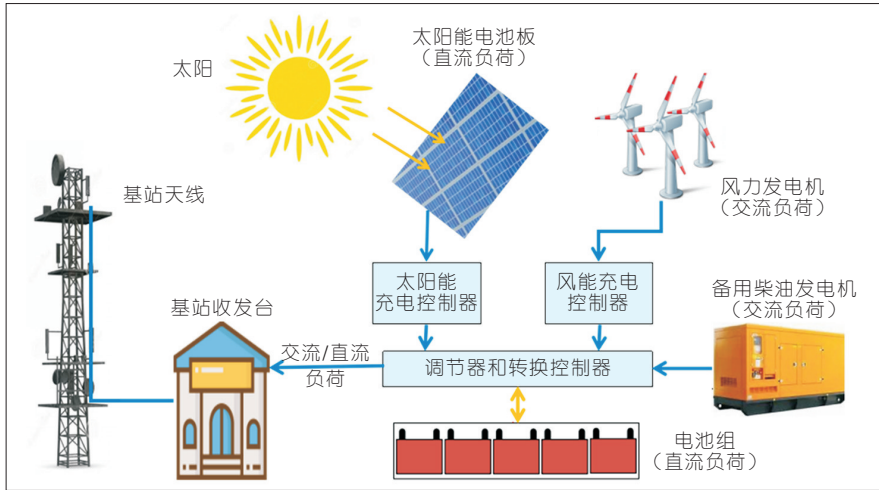 太阳
太阳能电池板
（直流负荷）
基站天线
风力发电机
（交流负荷）
太阳能
充电控制器
风能充电
控制器
备用柴油发电机
（交流负荷）
基站收发台
交流/直流
负荷
调节器和转换控制器
电池组
（直流负荷）